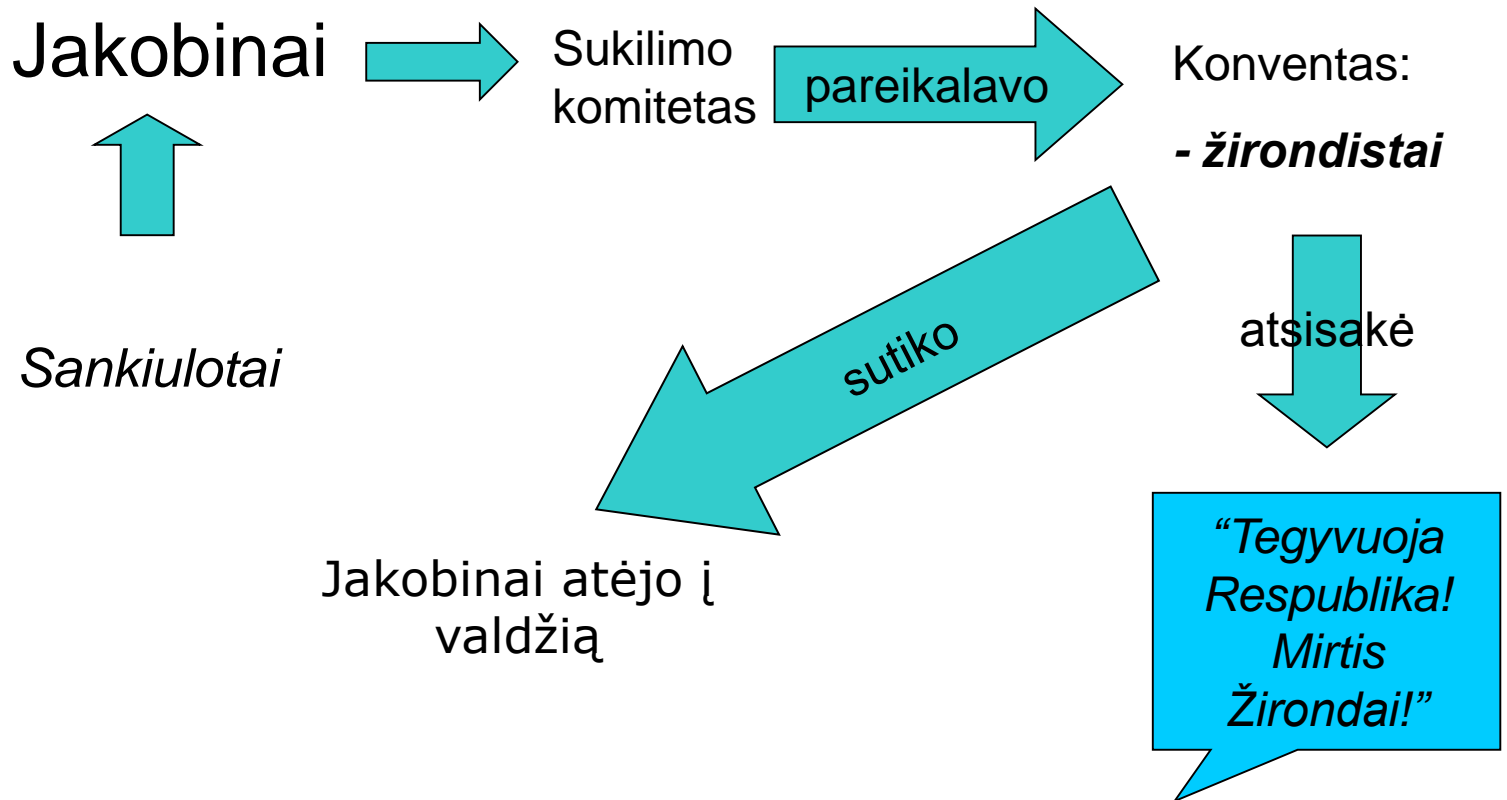 Jakobinai
Sukilimo
komitetas
pareikalavo
Konventas:
- žirondistai
Sankiulotai
sutiko
atsisakė
Jakobinai atėjo į
valdžią
“Tegyvuoja
Respublika!
Mirtis
Žirondai!”